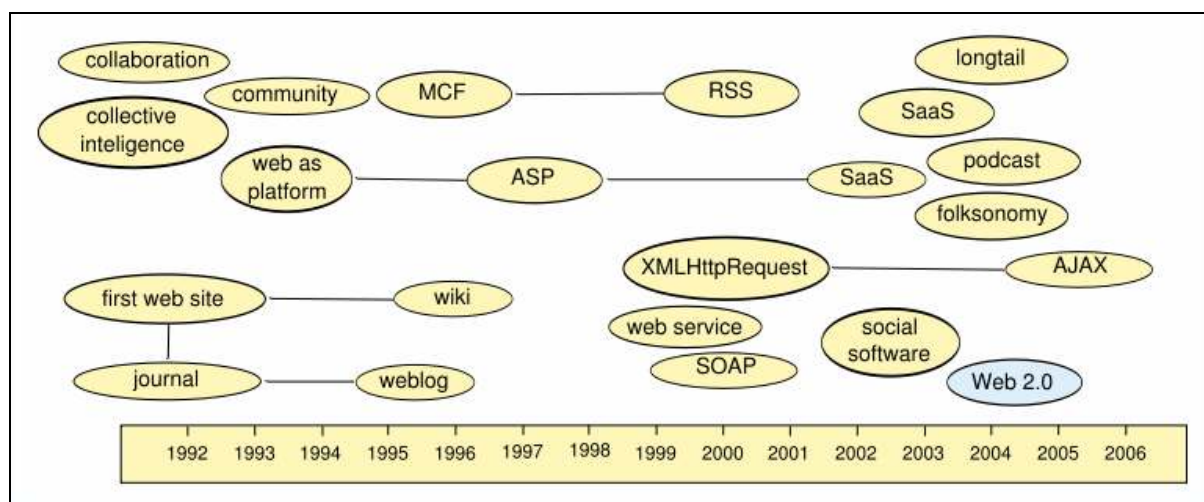 collaboration
community
MCF
RSS
longtail
collective
inteligence
SaaS
web as
platform
ASP
SaaS
podcast
folksonomy
XMLHttpRequest
AJAX
first web site
wiki
web service
social
software
journal
weblog
SOAP
Web 2.0
1992 1993 1994 1995 1996 1997 1998 1999 2000 2001 2002 2003 2004 2005 2006